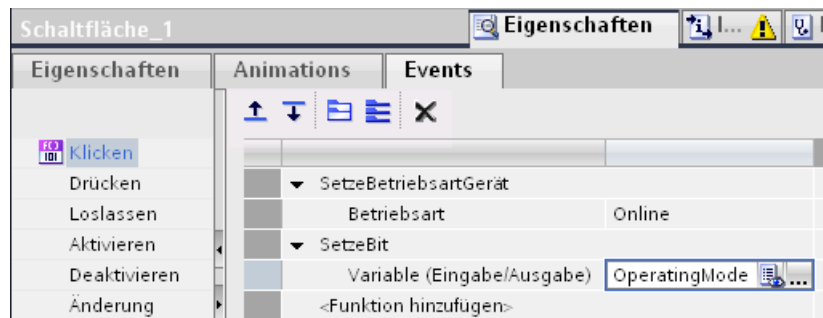 Schaltfläche_1
Eigenschaften
I...
Eigenschaften
Animations
Events
Klicken
Drücken
SetzeBetriebsartGerät
Loslassen
Betriebsart
Online
Aktivieren
SetzeBit
Deaktivieren
Variable (Eingabe/Ausgabe)
OperatingMode
...
Änderung
<Funktion hinzufügen>